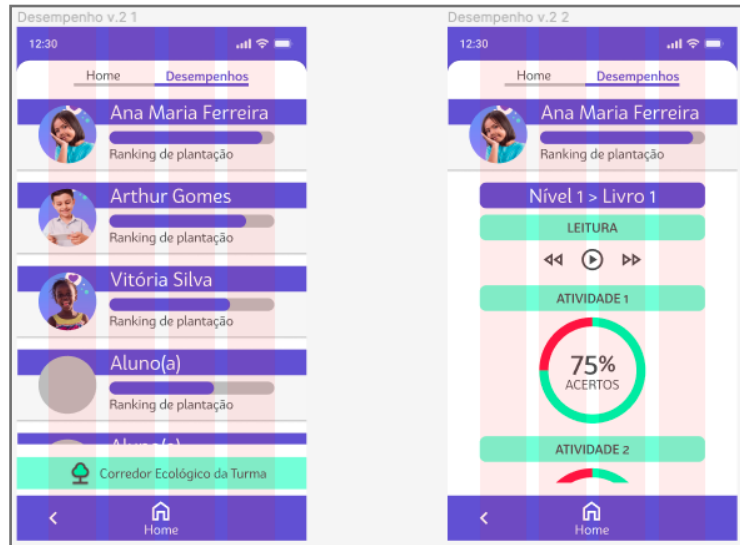 Desempenho v.2 1
12:30
Home Desempenhos
Ana Maria Ferreira
Ranking de plantação
Arthur Gomes
Ranking de plantação
Vitória Silva
Ranking de plantação
Aluno(a)
Ranking de plantação
Aluno(a)
Corredor Ecológico da Turma
Home
Desempenho v.2 2
12:30
Home Desempenhos
Ana Maria Ferreira
Ranking de plantação
Nível 1 > Livro 1
LEITURA
ATIVIDADE 1
75%
ACERTOS
ATIVIDADE 2
Home